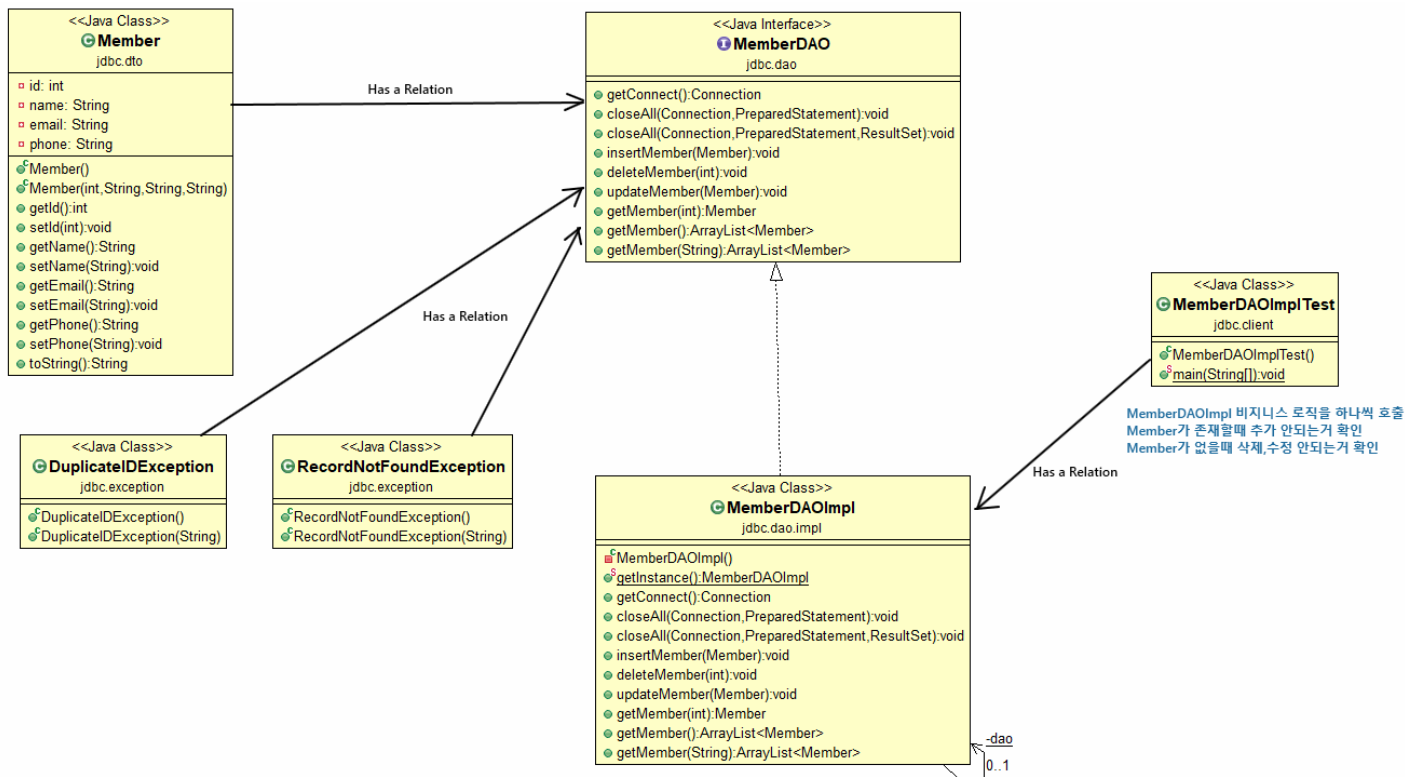 <<Java Class>>
Member
jdbc.dto
id: int
name: String
email: String
phone: String
Member()
Member(int,String,String,String)
getId():int
setId(int):void
getName():String
setName(String):void
getEmail():String
setEmail(String):void
getPhone():String
setPhone(String):void
toString():String
Has a Relation
<<Java Interface>>
MemberDAO
jdbc.dao
getConnect():Connection
closeAll(Connection,PreparedStatement):void
closeAll(Connection,PreparedStatement,ResultSet):void
insertMember(Member):void
deleteMember(int):void
updateMember(Member):void
getMember(int):Member
getMember():ArrayList<Member>
getMember(String):ArrayList<Member>
Has a Relation
<<Java Class>>
MemberDAOImplTest
jdbc.client
MemberDAOImplTest()
main(String[]):void
MemberDAOImpl 비지니스 로직을 하나씩 호출
Member가 존재할때 추가 안되는거 확인
Member가 없을때 삭제,수정 안되는거 확인
Has a Relation
<<Java Class>>
DuplicateIDException
jdbc.exception
DuplicateIDException()
DuplicateIDException(String)
<<Java Class>>
RecordNotFoundException
jdbc.exception
RecordNotFoundException()
RecordNotFoundException(String)
<<Java Class>>
MemberDAOImpl
jdbc.dao.impl
MemberDAOImpl()
getInstance():MemberDAOImpl
getConnect():Connection
closeAll(Connection,PreparedStatement):void
closeAll(Connection,PreparedStatement,ResultSet):void
insertMember(Member):void
deleteMember(int):void
updateMember(Member):void
getMember(int):Member
getMember():ArrayList<Member>
getMember(String):ArrayList<Member>
-dao
0..1